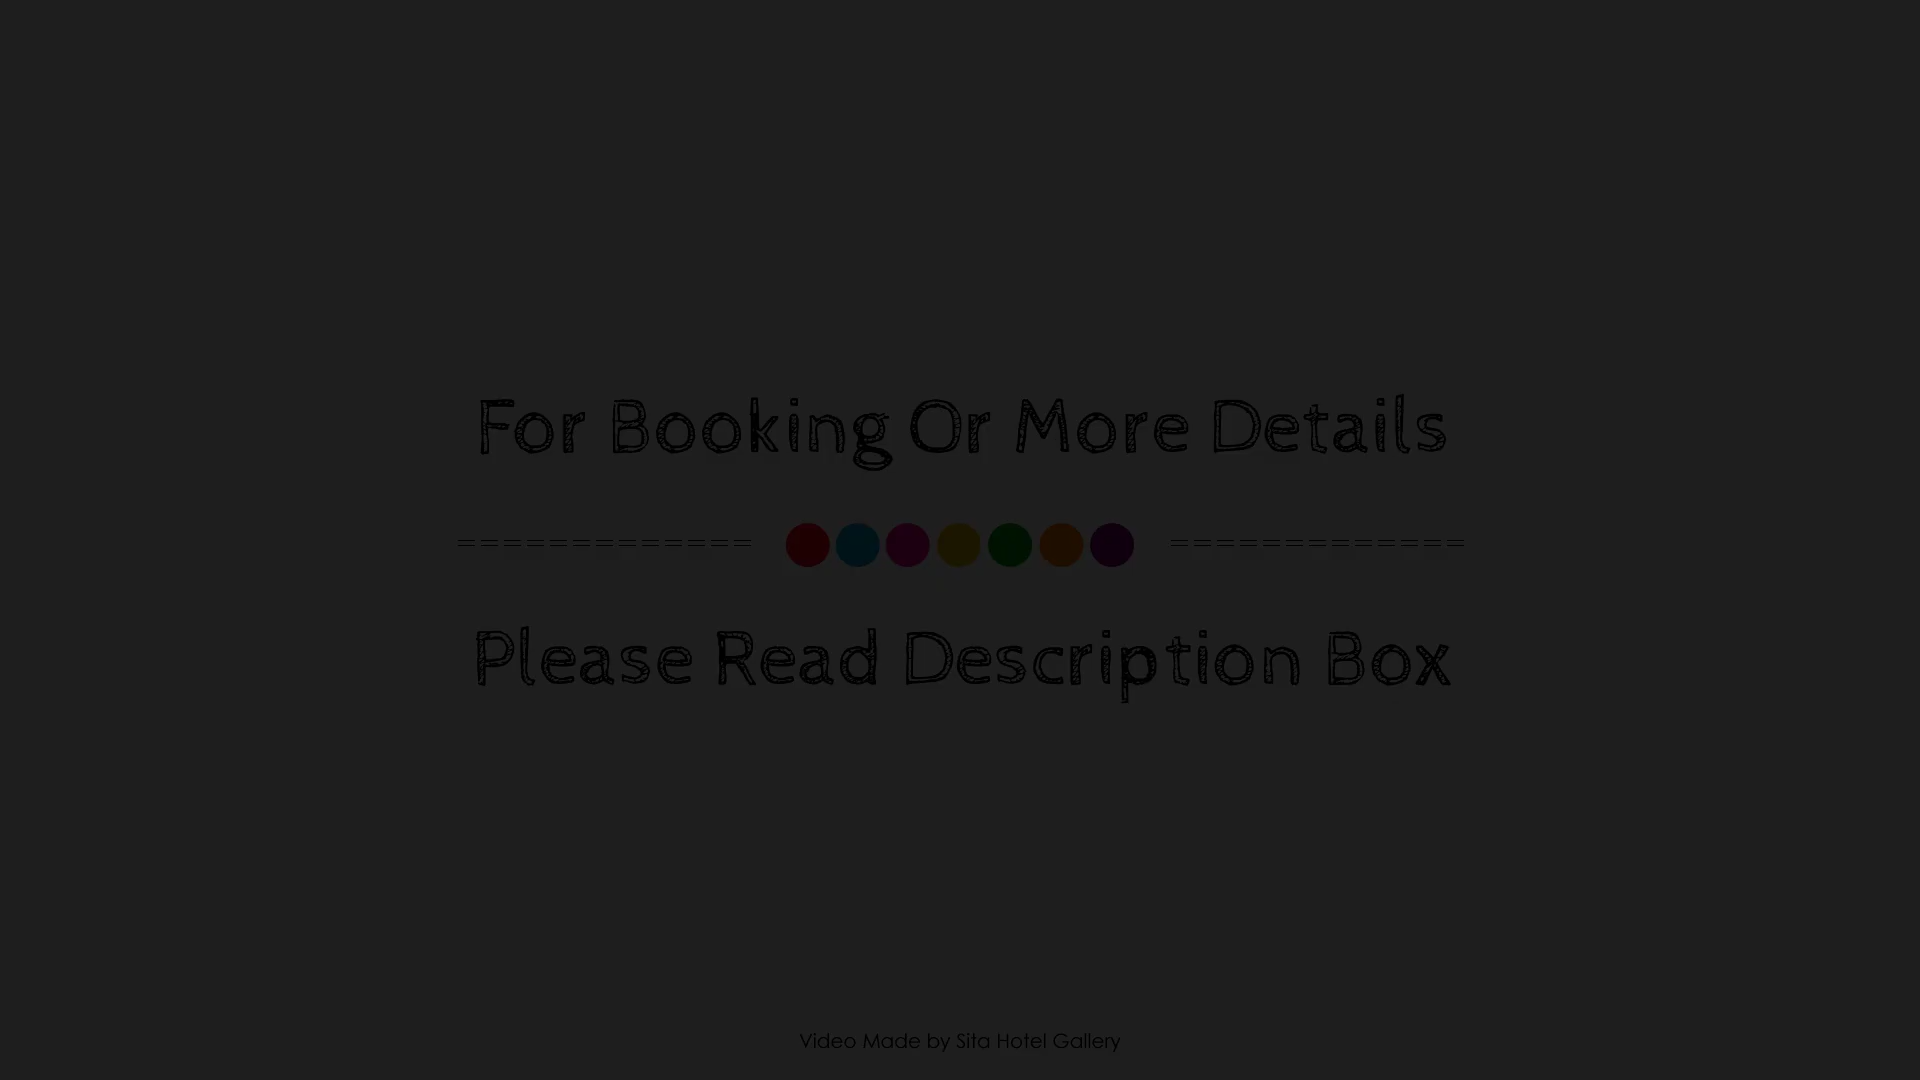 For Booking Or More Details
============= =============
Please Read Description Box
Video Made by Sita Hotel Gallery